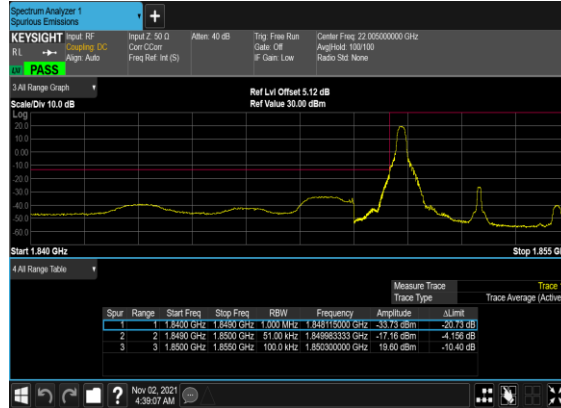 Spectrum Analyzer 1
Spurious Emissions
KEYSIGHT Input: RF Input Z: 50 Ω Atten: 40 dB Trig: Free Run Center Freq: 22.005000000 GHz
RL Coupling: DC Corr CCorr Gate: Off Avg|Hold: 100/100
Align: Auto Freq Ref: Int (S) IF Gain: Low Radio Std: None
PASS
3 All Range Graph
Ref Lvl Offset 5.12 dB
Scale/Div 10.0 dB Ref Value 30.00 dBm
Log
20.0
10.0
0.00
-10.0
-20.0
-30.0
-40.0
-50.0
-60.0
Start 1.840 GHz Stop 1.855 G
4 All Range Table
Measure Trace Trace
Trace Type Trace Average (Active
Spur Range Start Freq Stop Freq RBW Frequency Amplitude ΔLimit
1 1 1.8400 GHz 1.8490 GHz 1.000 MHz 1.848115000 GHz -33.73 dBm -20.73 dB
2 2 1.8490 GHz 1.8500 GHz 51.00 kHz 1.849983333 GHz -17.16 dBm -4.156 dB
3 3 1.8500 GHz 1.8550 GHz 100.0 kHz 1.850300000 GHz 19.60 dBm -10.40 dB
Nov 02, 2021
4:39:07 AM